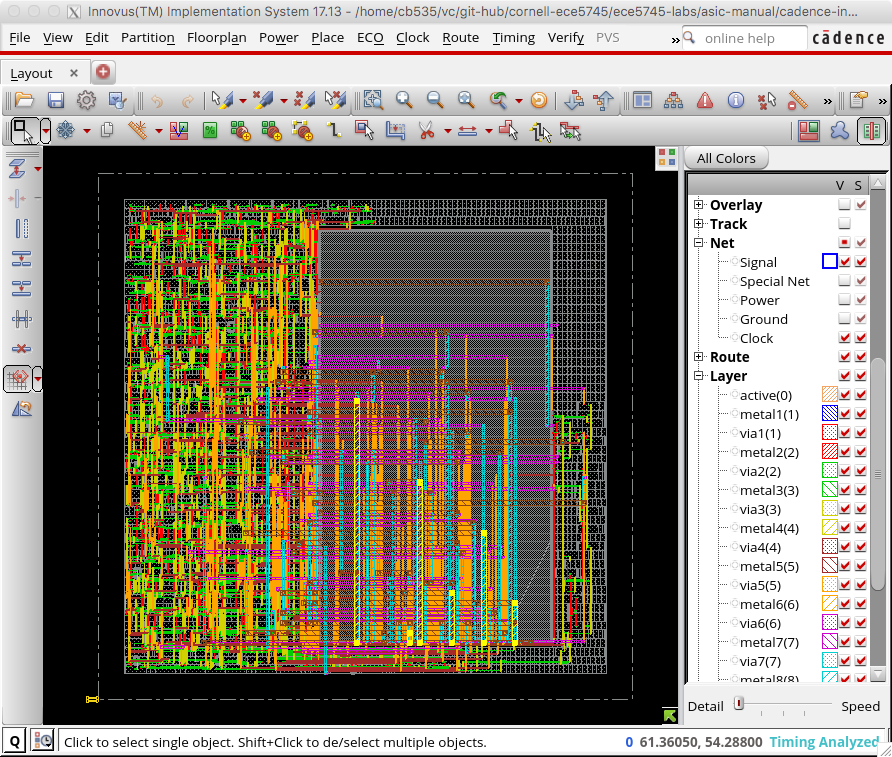 Innovus(TM) Implementation System 17.13 - /home/cb535/vc/git-hub/cornell-ece5745/ece5745-labs/asic-manual/cadence-in...
File View Edit Partition Floorplan Power Place ECO Clock Route Timing Verify PVS » online help cādence
Layout
» »
All Colors
V S
Overlay
Track
Net
Signal
Special Net
Power
Ground
Clock
Route
Layer
active(0)
metal1(1)
via1(1)
metal2(2)
via2(2)
metal3(3)
via3(3)
metal4(4)
via4(4)
metal5(5)
via5(5)
metal6(6)
via6(6)
metal7(7)
via7(7)
metal8(8)
Detail Speed
Q Click to select single object. Shift+Click to de/select multiple objects. 0 61.36050, 54.28800 Timing Analyzed